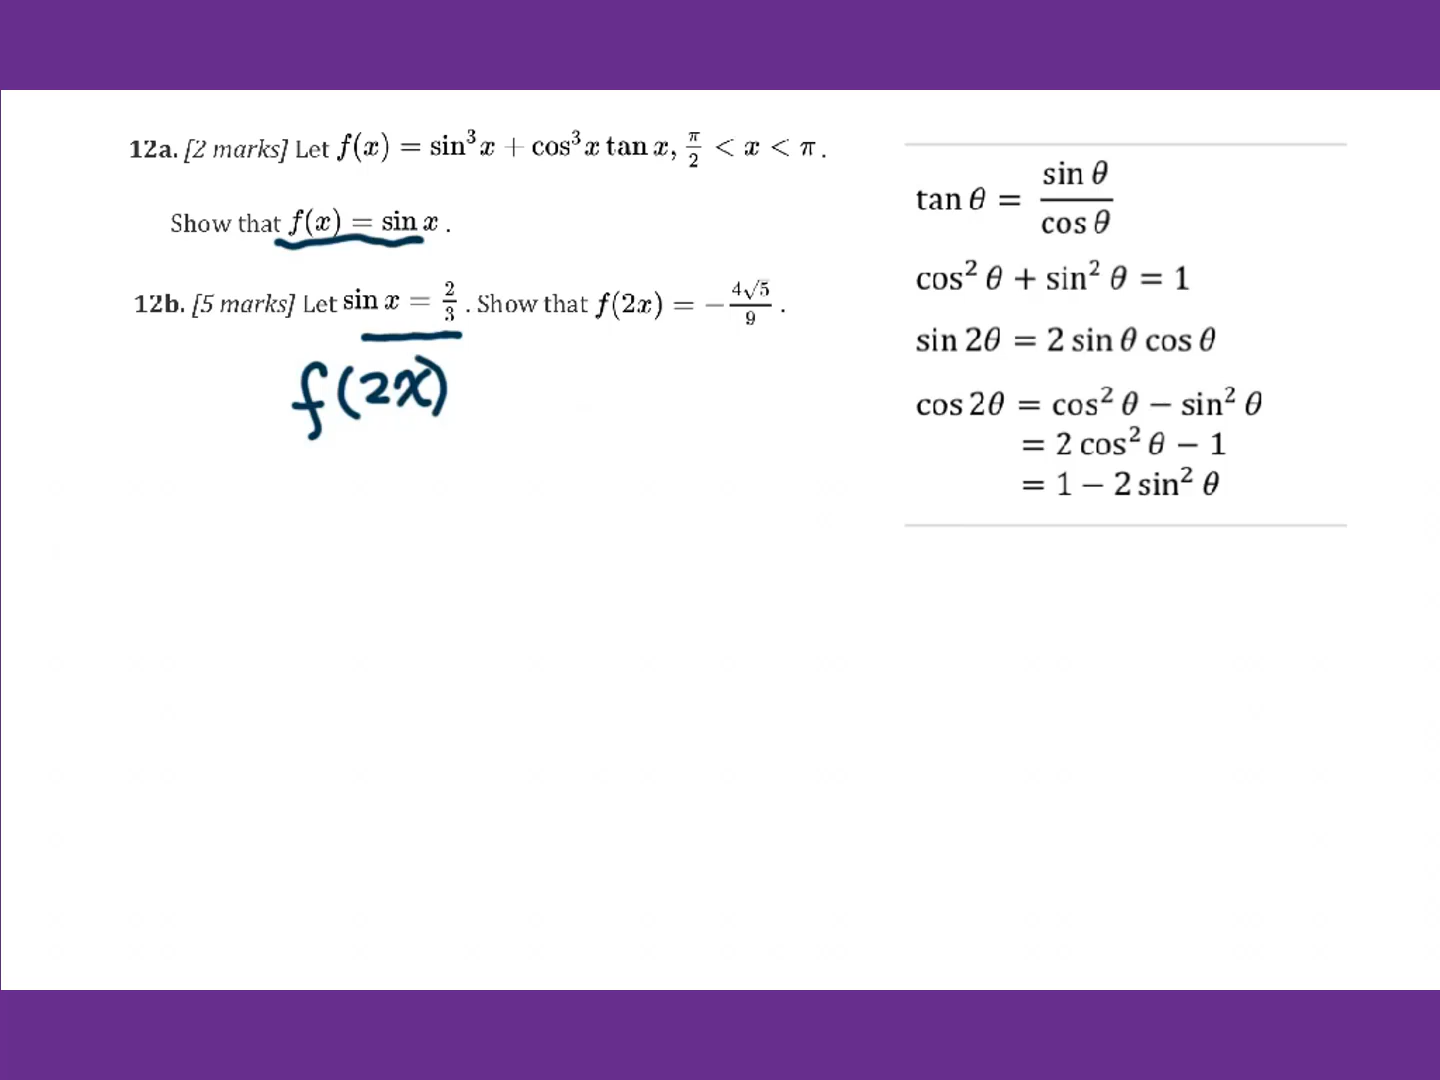 12a. [2 marks] Let f(x) = sin³x + cos³x tan x, π/2 < x < π .
Show that f(x) = sin x .
12b. [5 marks] Let sin x = 2/3 . Show that f(2x) = −4√5/9 .
f(2x)
tan θ = sin θ/cos θ
cos² θ + sin² θ = 1
sin 2θ = 2 sin θ cos θ
cos 2θ = cos² θ − sin² θ
= 2 cos² θ − 1
= 1 − 2 sin² θ